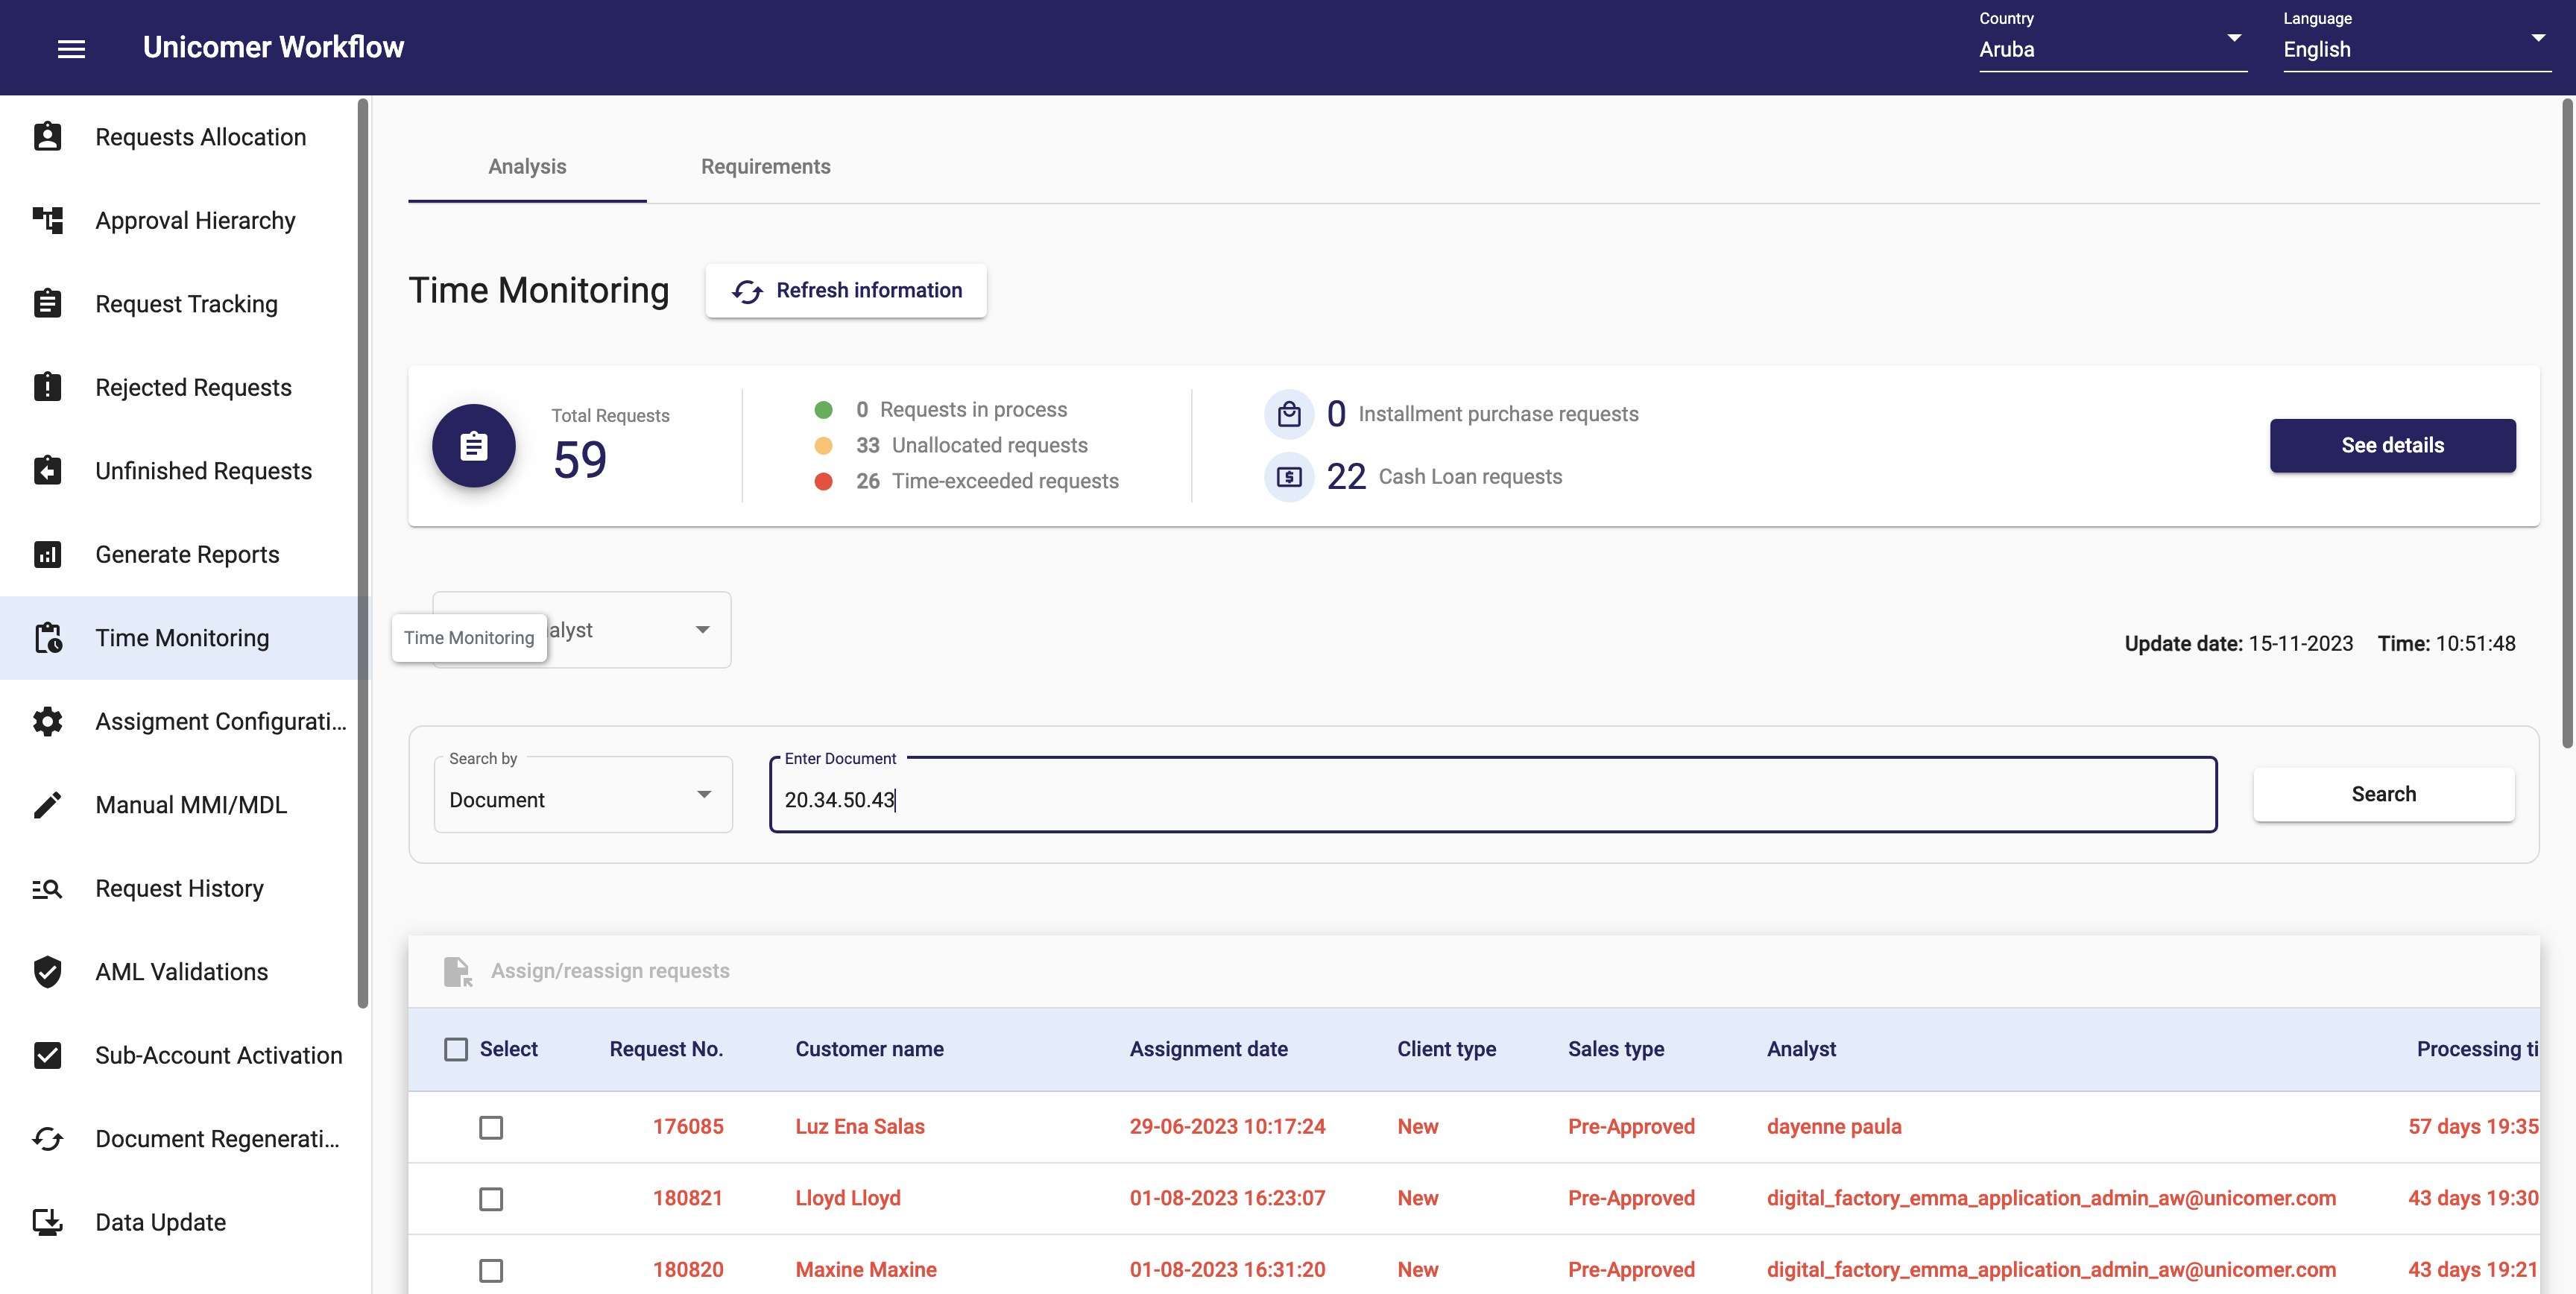 Unicomer Workflow
Country
Aruba
Language
English
Requests Allocation
Approval Hierarchy
Request Tracking
Rejected Requests
Unfinished Requests
Generate Reports
Time Monitoring
Assigment Configurati...
Manual MMI/MDL
Request History
AML Validations
Sub-Account Activation
Document Regenerati...
Data Update
Analysis
Requirements
Time Monitoring
Refresh information
Total Requests
59
0 Requests in process
33 Unallocated requests
26 Time-exceeded requests
0 Installment purchase requests
22 Cash Loan requests
See details
Time Monitoring
alyst
Update date: 15-11-2023 Time: 10:51:48
Search by
Document
Enter Document
20.34.50.43
Search
Assign/reassign requests
Select Request No. Customer name Assignment date Client type Sales type Analyst Processing ti
176085 Luz Ena Salas 29-06-2023 10:17:24 New Pre-Approved dayenne paula 57 days 19:35
180821 Lloyd Lloyd 01-08-2023 16:23:07 New Pre-Approved digital_factory_emma_application_admin_aw@unicomer.com 43 days 19:30
180820 Maxine Maxine 01-08-2023 16:31:20 New Pre-Approved digital_factory_emma_application_admin_aw@unicomer.com 43 days 19:21